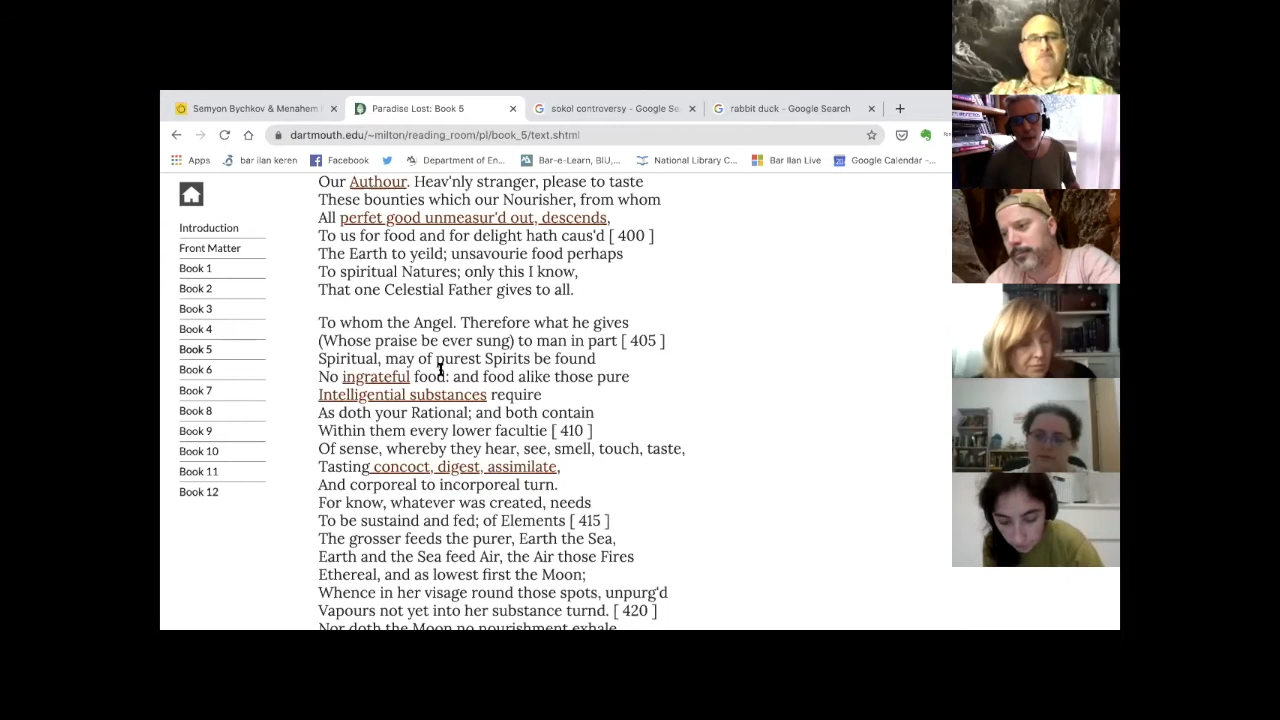 Semyon Bychkov & Menahem
Paradise Lost: Book 5
sokol controversy - Google Se
rabbit duck - Google Search
dartmouth.edu/~milton/reading_room/pl/book_5/text.shtml
Apps
bar ilan keren
Facebook
Department of En...
Bar-e-Learn, BIU,...
National Library C...
Bar Ilan Live
Google Calendar -...
Introduction
Front Matter
Book 1
Book 2
Book 3
Book 4
Book 5
Book 6
Book 7
Book 8
Book 9
Book 10
Book 11
Book 12
Our Authour. Heav'nly stranger, please to taste
These bounties which our Nourisher, from whom
All perfet good unmeasur'd out, descends,
To us for food and for delight hath caus'd [ 400 ]
The Earth to yeild; unsavourie food perhaps
To spiritual Natures; only this I know,
That one Celestial Father gives to all.
To whom the Angel. Therefore what he gives
(Whose praise be ever sung) to man in part [ 405 ]
Spiritual, may of purest Spirits be found
No ingrateful food: and food alike those pure
Intelligential substances require
As doth your Rational; and both contain
Within them every lower facultie [ 410 ]
Of sense, whereby they hear, see, smell, touch, taste,
Tasting concoct, digest, assimilate,
And corporeal to incorporeal turn.
For know, whatever was created, needs
To be sustaind and fed; of Elements [ 415 ]
The grosser feeds the purer, Earth the Sea,
Earth and the Sea feed Air, the Air those Fires
Ethereal, and as lowest first the Moon;
Whence in her visage round those spots, unpurg'd
Vapours not yet into her substance turnd. [ 420 ]
Nor doth the Moon no nourishment exhale